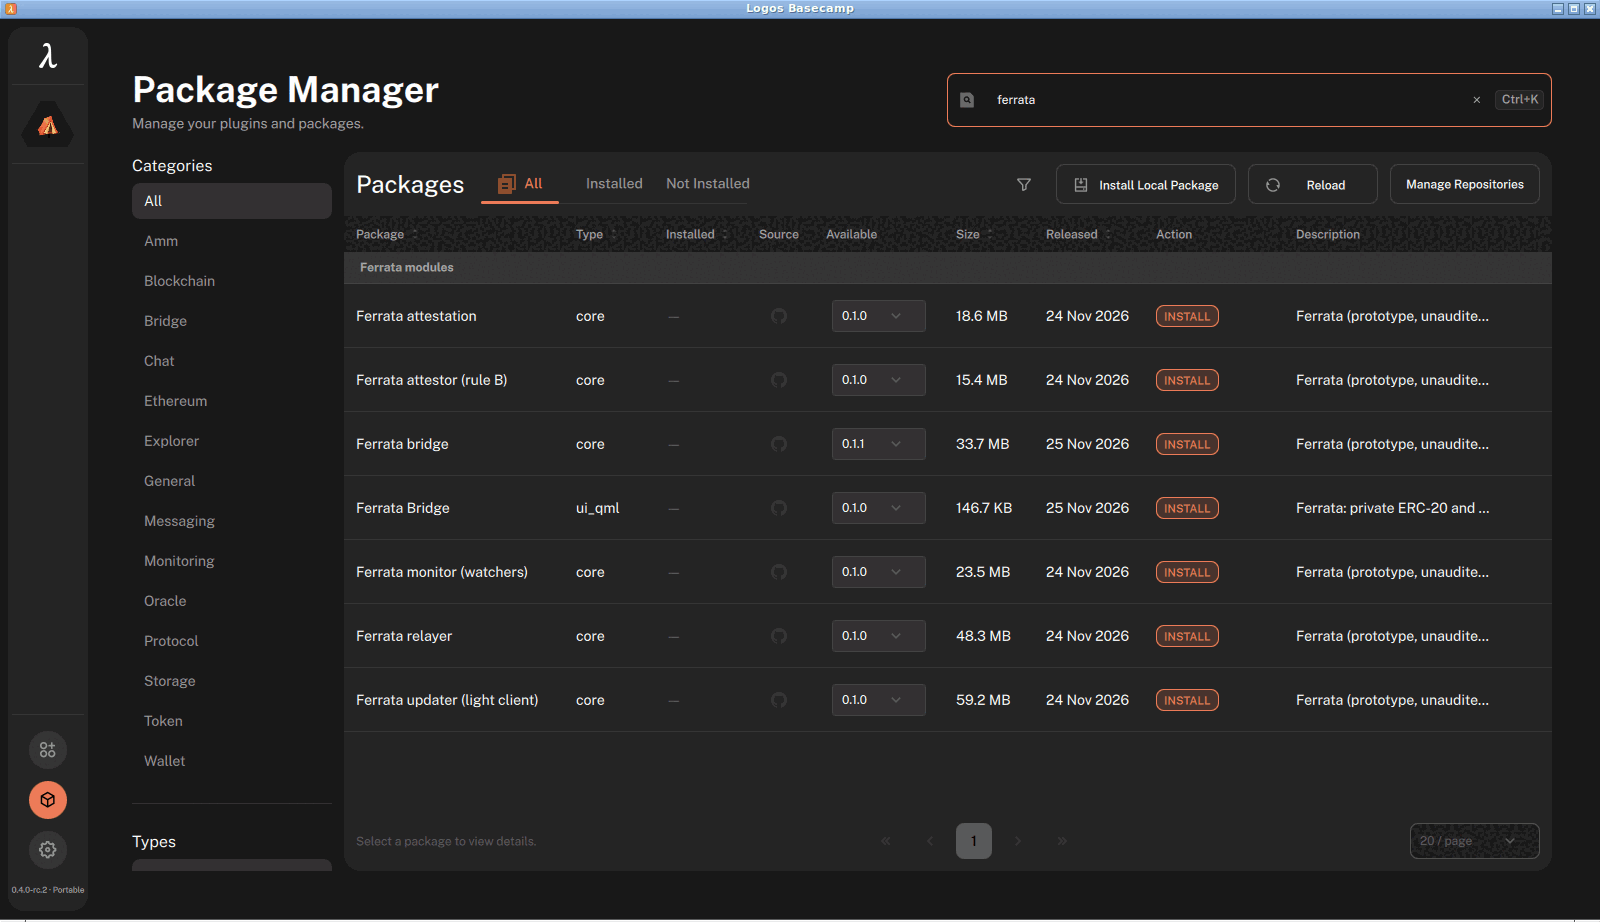 Logos Basecamp
λ
Package Manager
Manage your plugins and packages.
ferrata
×
Ctrl+K
Categories
All
Amm
Blockchain
Bridge
Chat
Ethereum
Explorer
General
Messaging
Monitoring
Oracle
Protocol
Storage
Token
Wallet
Types
Packages
All
Installed
Not Installed
Install Local Package
Reload
Manage Repositories
Package Type Installed Source Available Size Released Action Description
Ferrata modules
Ferrata attestation core — 0.1.0 18.6 MB 24 Nov 2026 INSTALL Ferrata (prototype, unaudite...
Ferrata attestor (rule B) core — 0.1.0 15.4 MB 24 Nov 2026 INSTALL Ferrata (prototype, unaudite...
Ferrata bridge core — 0.1.1 33.7 MB 25 Nov 2026 INSTALL Ferrata (prototype, unaudite...
Ferrata Bridge ui_qml — 0.1.0 146.7 KB 25 Nov 2026 INSTALL Ferrata: private ERC-20 and ...
Ferrata monitor (watchers) core — 0.1.0 23.5 MB 24 Nov 2026 INSTALL Ferrata (prototype, unaudite...
Ferrata relayer core — 0.1.0 48.3 MB 24 Nov 2026 INSTALL Ferrata (prototype, unaudite...
Ferrata updater (light client) core — 0.1.0 59.2 MB 24 Nov 2026 INSTALL Ferrata (prototype, unaudite...
Select a package to view details.
« ‹ 1 › »
20 / page
0.4.0-rc.2 · Portable